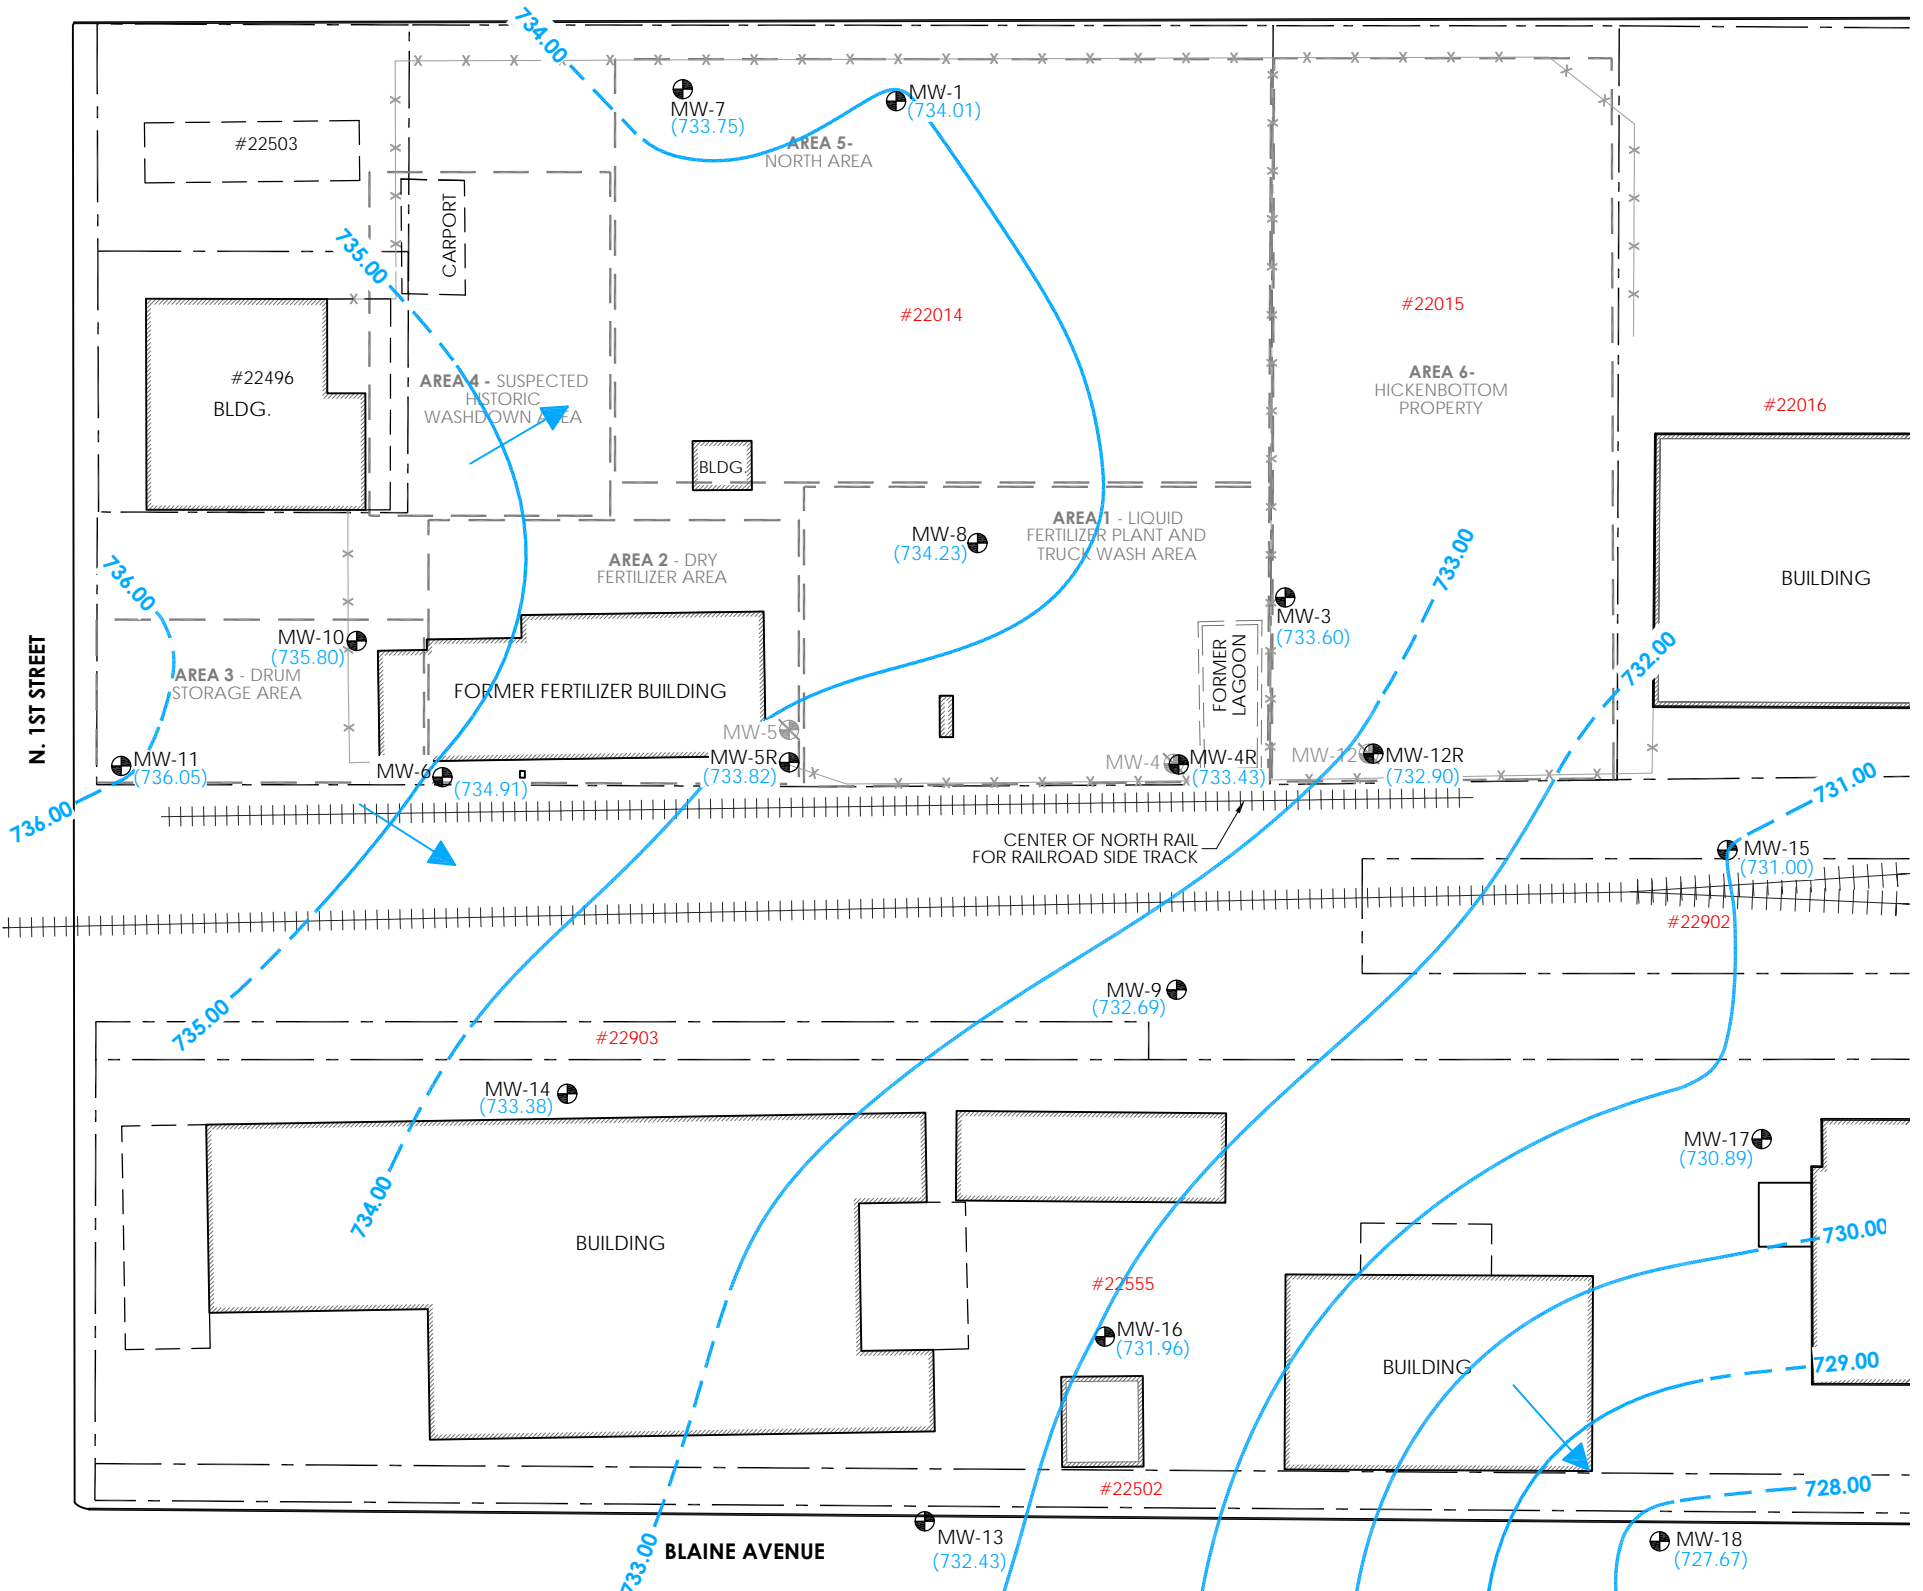 734.00
MW-7
(733.75)
MW-1
(734.01)
AREA 5-
NORTH AREA
#22503
CARPORT
735.00
#22014
#22015
#22496
BLDG.
AREA 4 - SUSPECTED
HISTORIC
WASHDOWN AREA
AREA 6-
HICKENBOTTOM
PROPERTY
#22016
BLDG.
MW-8
(734.23)
AREA 1 - LIQUID
FERTILIZER PLANT AND
TRUCK WASH AREA
AREA 2 - DRY
FERTILIZER AREA
733.00
BUILDING
736.00
MW-3
(733.60)
MW-10
(735.80)
732.00
N. 1ST STREET
AREA 3 - DRUM
STORAGE AREA
FORMER FERTILIZER BUILDING
FORMER
LAGOON
MW-5
MW-11
(736.05)
MW-6
(734.91)
MW-5R
(733.82)
MW-4
MW-4R
(733.43)
MW-12
MW-12R
(732.90)
731.00
736.00
CENTER OF NORTH RAIL
FOR RAILROAD SIDE TRACK
MW-15
(731.00)
#22902
MW-9
(732.69)
735.00
#22903
MW-14
(733.38)
MW-17
(730.89)
734.00
BUILDING
730.00
#22555
MW-16
(731.96)
BUILDING
729.00
#22502
728.00
733.00
BLAINE AVENUE
MW-13
(732.43)
MW-18
(727.67)